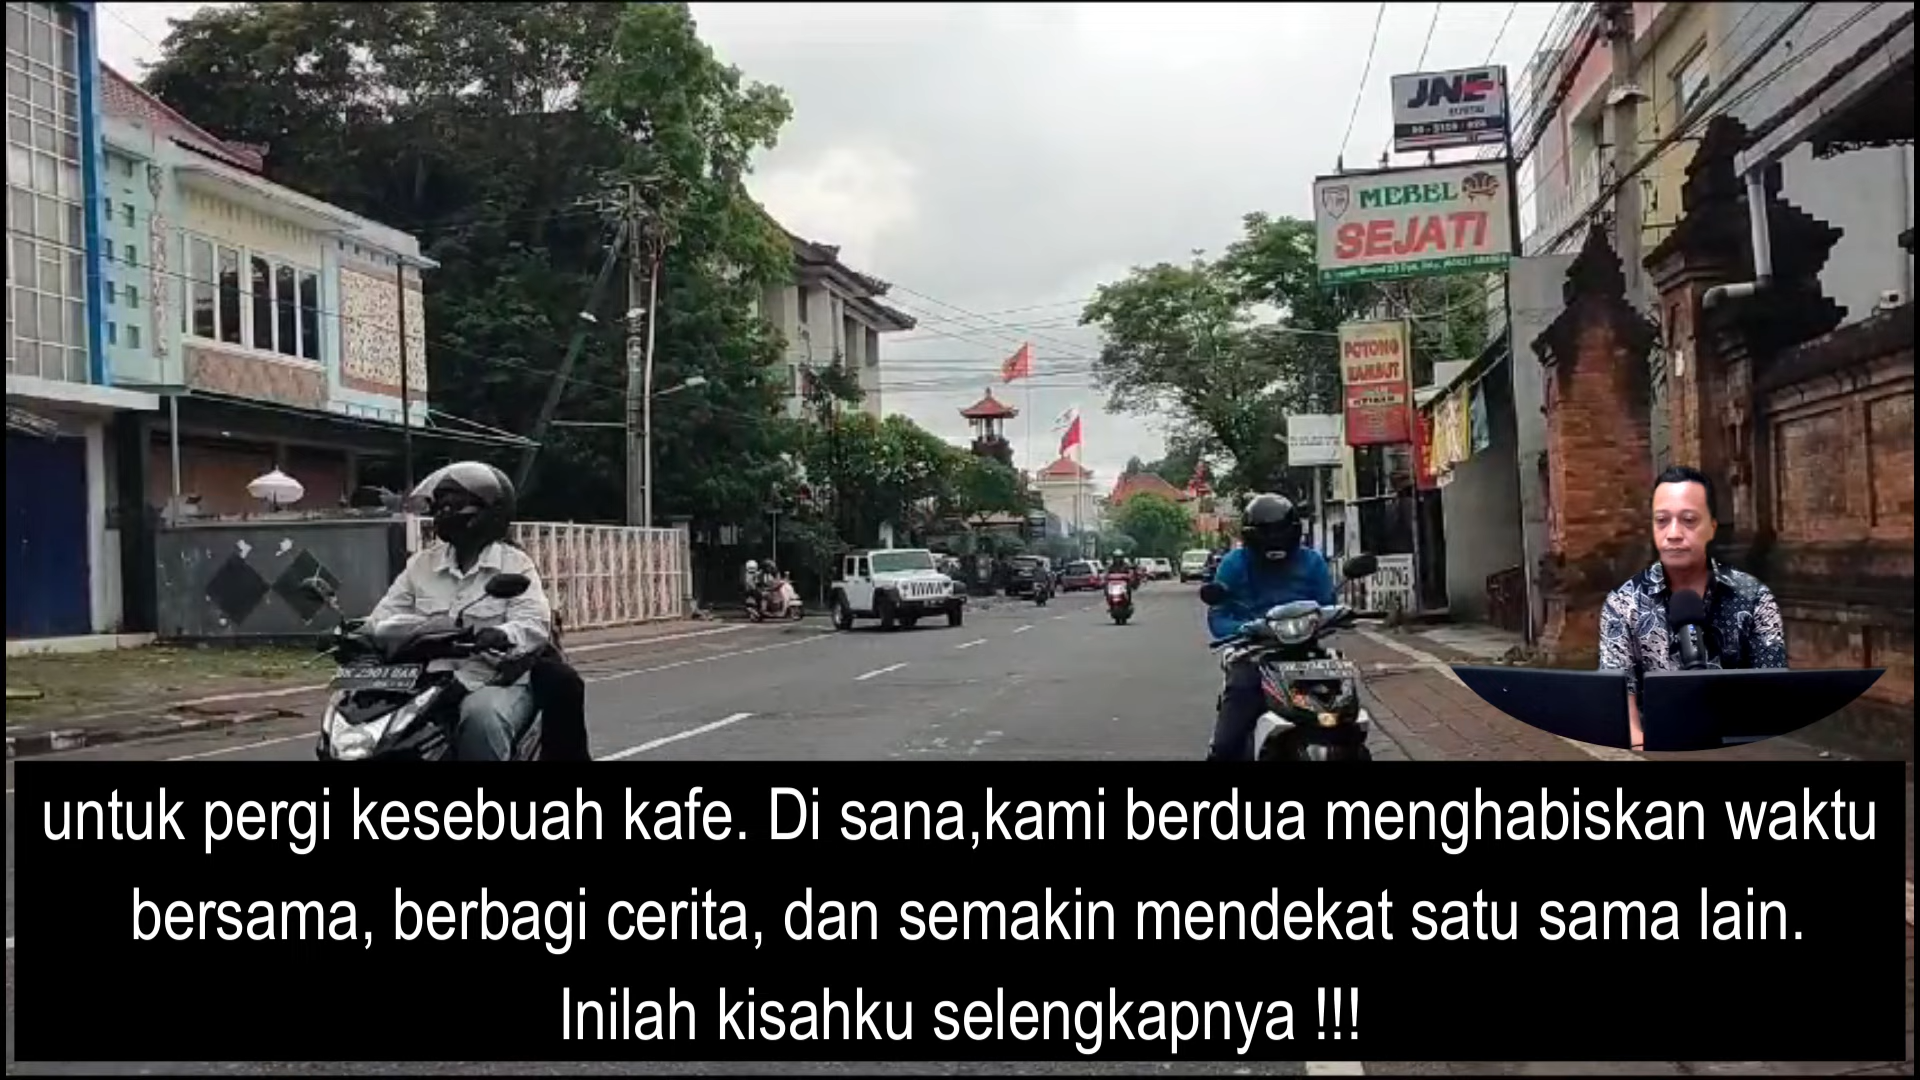 JNE
MEBEL
SEJATI
POTONG
RAMBUT
POTONG
untuk pergi kesebuah kafe. Di sana,kami berdua menghabiskan waktu
bersama, berbagi cerita, dan semakin mendekat satu sama lain.
Inilah kisahku selengkapnya !!!